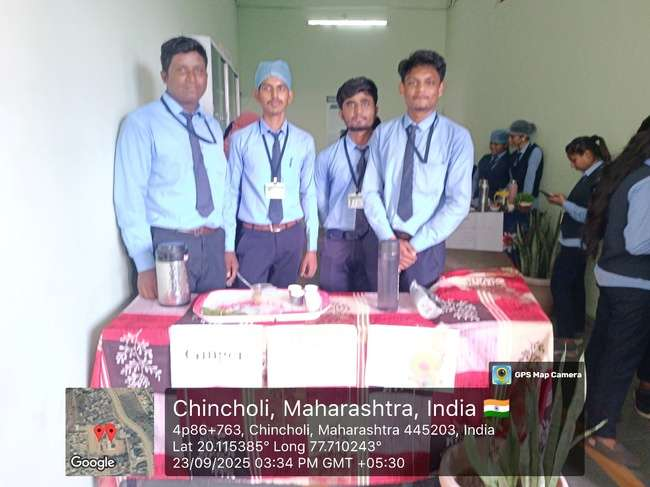 Ginger
GPS Map Camera
Chincholi, Maharashtra, India
4p86+763, Chincholi, Maharashtra 445203, India
Lat 20.115385° Long 77.710243°
23/09/2025 03:34 PM GMT +05:30
Google